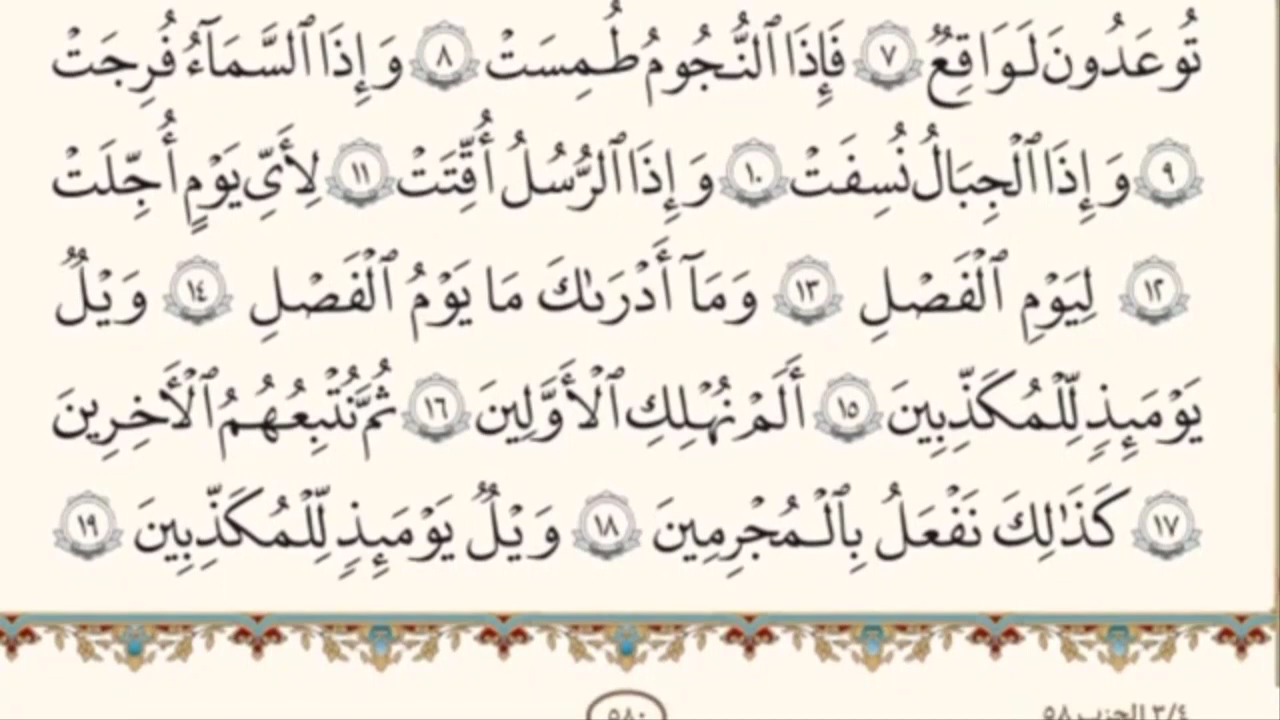 تُوعَدُونَ لَوَٰقِعٌ ٧ فَإِذَا ٱلنُّجُومُ طُمِسَتْ ٨ وَإِذَا ٱلسَّمَآءُ فُرِجَتْ
٩ وَإِذَا ٱلْجِبَالُ نُسِفَتْ ١٠ وَإِذَا ٱلرُّسُلُ أُقِّتَتْ ١١ لِأَىِّ يَوْمٍ أُجِّلَتْ
١٢ لِيَوْمِ ٱلْفَصْلِ ١٣ وَمَآ أَدْرَىٰكَ مَا يَوْمُ ٱلْفَصْلِ ١٤ وَيْلٌ
يَوْمَئِذٍ لِّلْمُكَذِّبِينَ ١٥ أَلَمْ نُهْلِكِ ٱلْأَوَّلِينَ ١٦ ثُمَّ نُتْبِعُهُمُ ٱلْأَخِرِينَ
١٧ كَذَٰلِكَ نَفْعَلُ بِٱلْمُجْرِمِينَ ١٨ وَيْلٌ يَوْمَئِذٍ لِّلْمُكَذِّبِينَ ١٩
٣/٤ الحزب ٥٨
٥٨٠